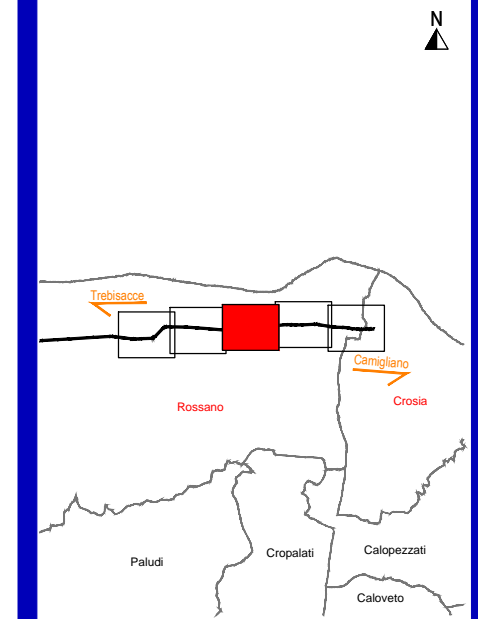 N
Trebisacce
Camigliano
Rossano
Crosia
Paludi
Cropalati
Calopezzati
Caloveto